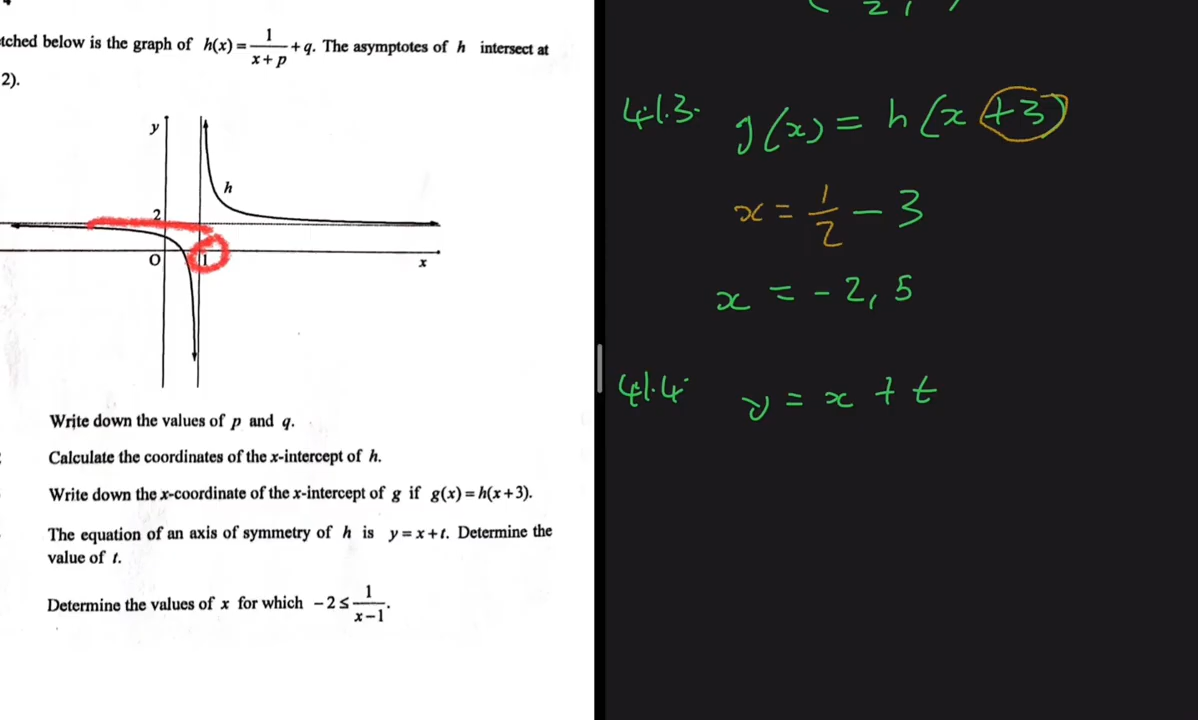 tched below is the graph of h(x) = 1/(x + p) + q. The asymptotes of h intersect at
2).
y
h
2
O
1
x
Write down the values of p and q.
Calculate the coordinates of the x-intercept of h.
Write down the x-coordinate of the x-intercept of g if g(x) = h(x + 3).
The equation of an axis of symmetry of h is y = x + t. Determine the
value of t.
Determine the values of x for which −2 ≤ 1/(x − 1).
4.1.3. g(x) = h(x + 3)
x = 1/2 − 3
x = − 2,5
4.1.4. y = x + t